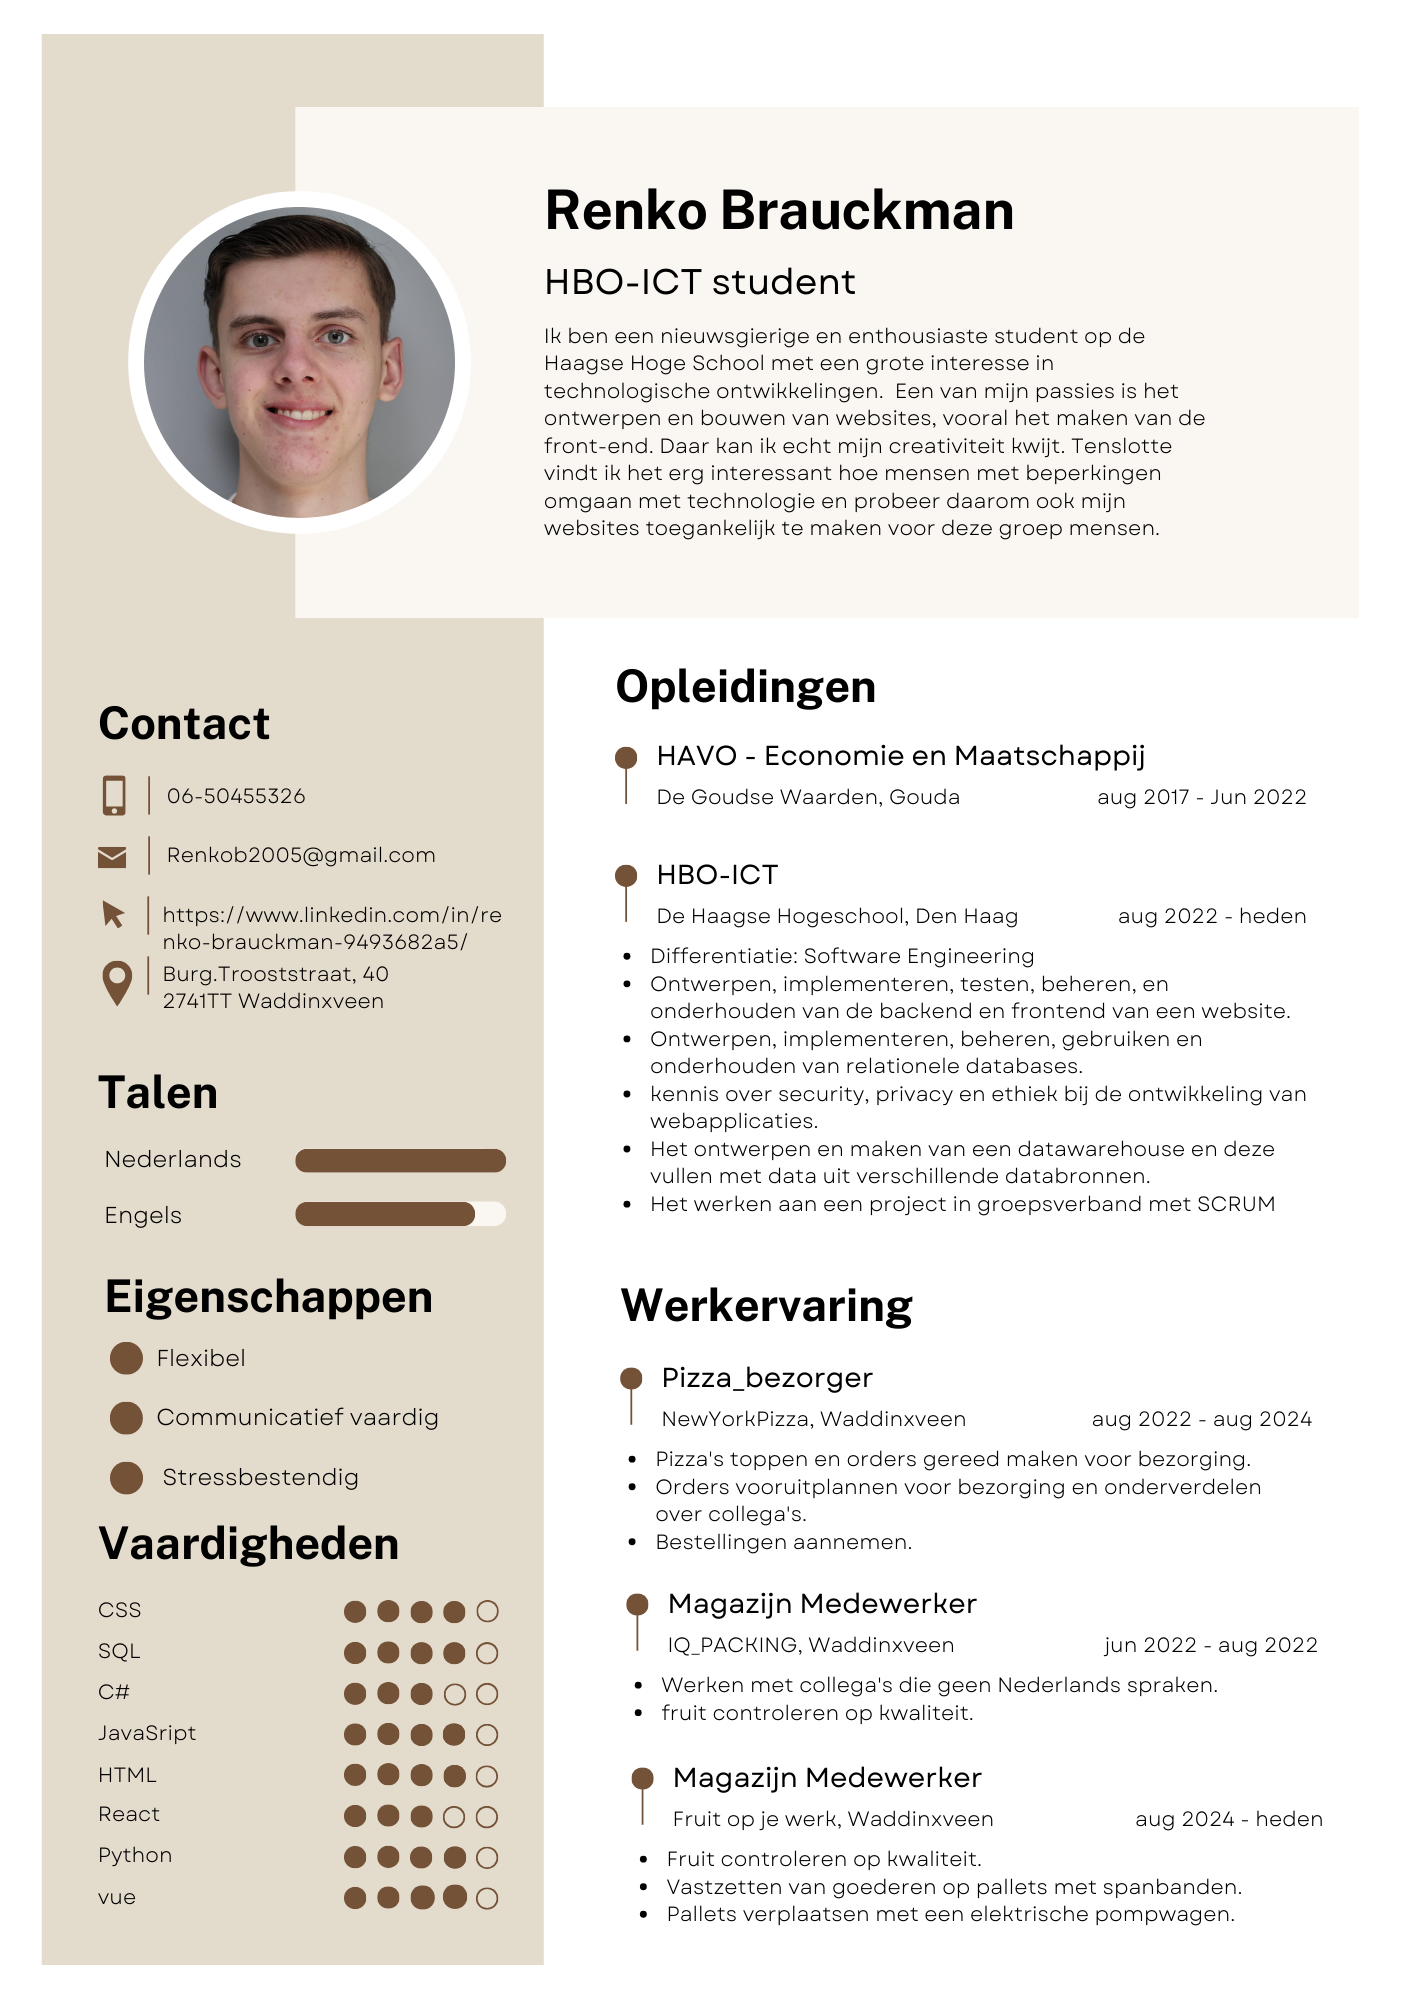 Renko Brauckman
HBO-ICT student
Ik ben een nieuwsgierige en enthousiaste student op de
Haagse Hoge School met een grote interesse in
technologische ontwikkelingen.  Een van mijn passies is het
ontwerpen en bouwen van websites, vooral het maken van de
front-end. Daar kan ik echt mijn creativiteit kwijt. Tenslotte
vindt ik het erg interessant hoe mensen met beperkingen
omgaan met technologie en probeer daarom ook mijn
websites toegankelijk te maken voor deze groep mensen.
Contact
06-50455326
Renkob2005@gmail.com
https://www.linkedin.com/in/re
nko-brauckman-9493682a5/
Burg.Trooststraat, 40
2741TT Waddinxveen
Talen
Nederlands
Engels
Eigenschappen
Flexibel
Communicatief vaardig
Stressbestendig
Vaardigheden
CSS
SQL
C#
JavaSript
HTML
React
Python
vue
Opleidingen
HAVO - Economie en Maatschappij
De Goudse Waarden, Gouda aug 2017 - Jun 2022
HBO-ICT
De Haagse Hogeschool, Den Haag aug 2022 - heden
• Differentiatie: Software Engineering
• Ontwerpen, implementeren, testen, beheren, en
onderhouden van de backend en frontend van een website.
• Ontwerpen, implementeren, beheren, gebruiken en
onderhouden van relationele databases.
• kennis over security, privacy en ethiek bij de ontwikkeling van
webapplicaties.
• Het ontwerpen en maken van een datawarehouse en deze
vullen met data uit verschillende databronnen.
• Het werken aan een project in groepsverband met SCRUM
Werkervaring
Pizza_bezorger
NewYorkPizza, Waddinxveen aug 2022 - aug 2024
• Pizza's toppen en orders gereed maken voor bezorging.
• Orders vooruitplannen voor bezorging en onderverdelen
over collega's.
• Bestellingen aannemen.
Magazijn Medewerker
IQ_PACKING, Waddinxveen jun 2022 - aug 2022
• Werken met collega's die geen Nederlands spraken.
• fruit controleren op kwaliteit.
Magazijn Medewerker
Fruit op je werk, Waddinxveen aug 2024 - heden
• Fruit controleren op kwaliteit.
• Vastzetten van goederen op pallets met spanbanden.
• Pallets verplaatsen met een elektrische pompwagen.